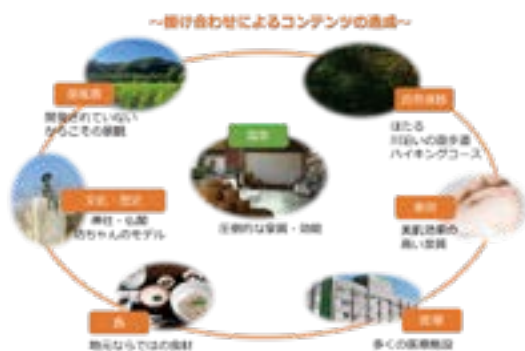 ～掛け合わせによるコンテンツの造成～
原風景
開発されていない
からこその景観
自然資源
ほたる
川沿いの遊歩道
ハイキングコース
温泉
圧倒的な泉質・効能
文化・歴史
神社・仏閣
坊ちゃんのモデル
美容
美肌効果の
高い泉質
食
地元ならではの食材
医療
多くの医療施設